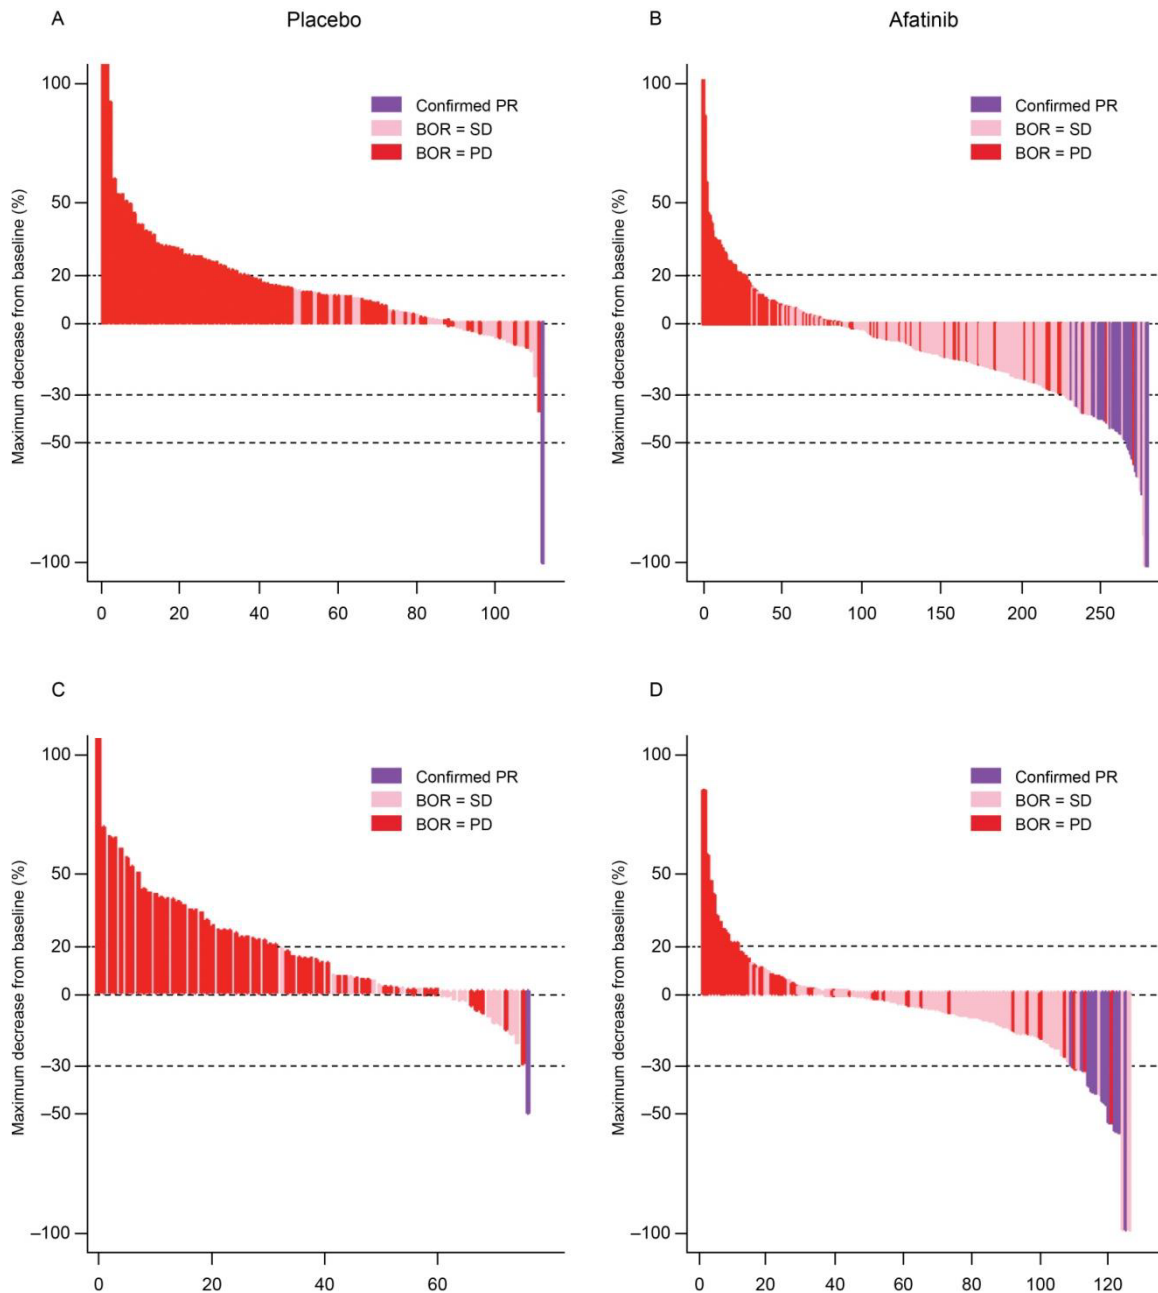 A
Placebo
B
Afatinib
Maximum decrease from baseline (%)
100
50
20
0
–30
–50
–100
Confirmed PR
BOR = SD
BOR = PD
0
20
40
60
80
100
Maximum decrease from baseline (%)
100
50
20
0
–30
–50
–100
Confirmed PR
BOR = SD
BOR = PD
0
50
100
150
200
250
C
D
Maximum decrease from baseline (%)
100
50
20
0
–30
–50
–100
Confirmed PR
BOR = SD
BOR = PD
0
20
40
60
Maximum decrease from baseline (%)
100
50
20
0
–30
–50
–100
Confirmed PR
BOR = SD
BOR = PD
0
20
40
60
80
100
120